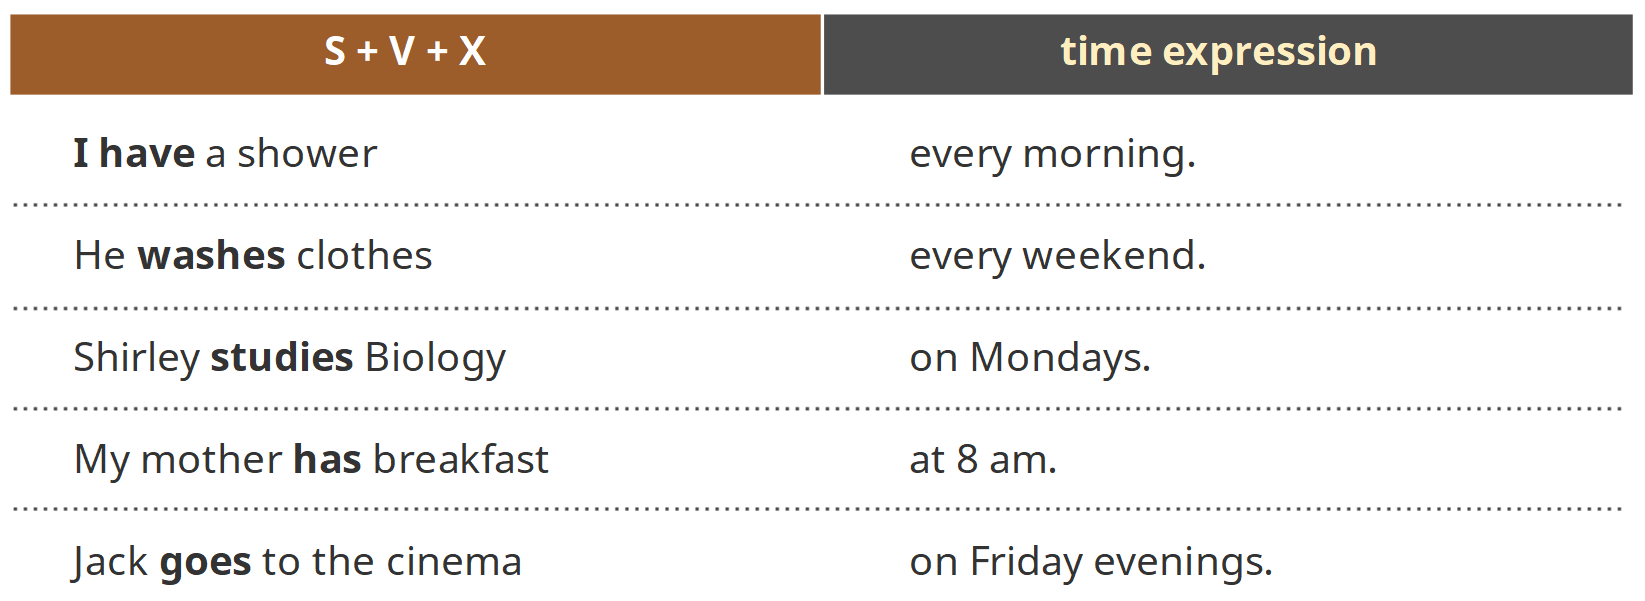 S + V + X time expression
I have a shower every morning.
He washes clothes every weekend.
Shirley studies Biology on Mondays.
My mother has breakfast at 8 am.
Jack goes to the cinema on Friday evenings.